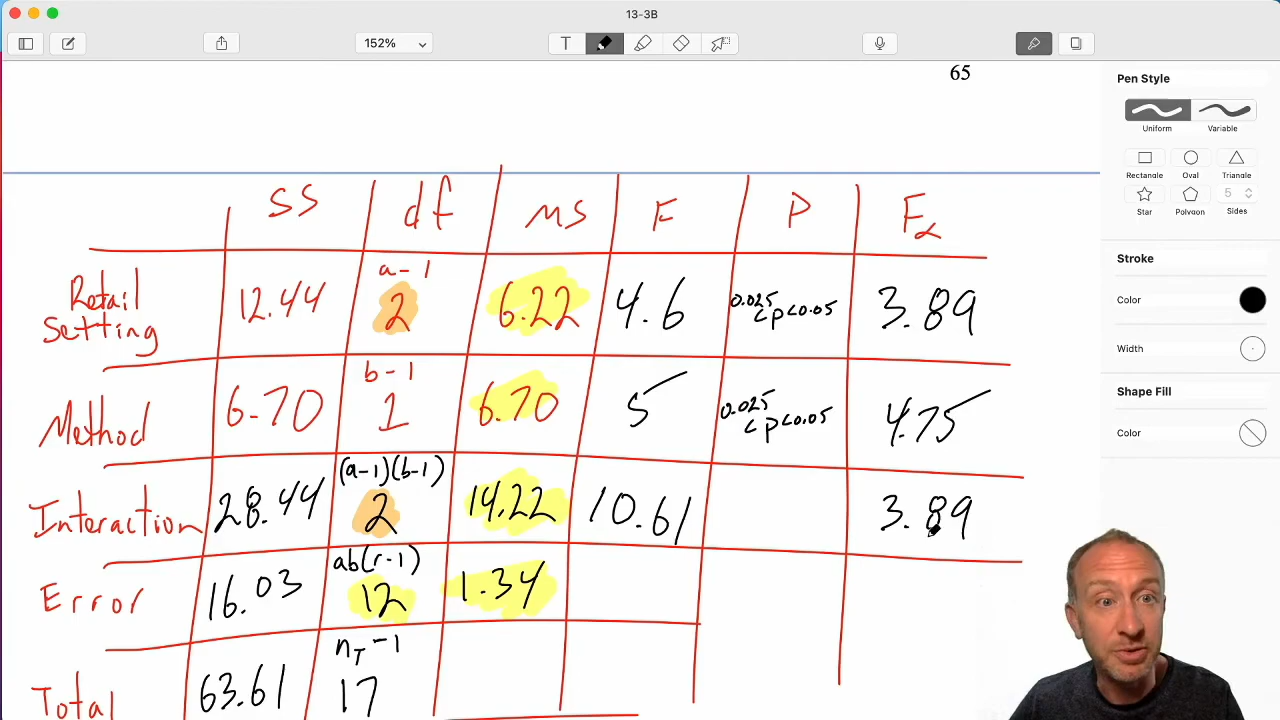 13-3B
152%
T
65
Pen Style
Uniform Variable
Rectangle Oval Triangle
5
Star Polygon Sides
Stroke
Color
Width
Shape Fill
Color
SS df MS F P Fα
Retail Setting 12.44 a-1 2 6.22 4.6 0.025 < p < 0.05 3.89
Method 6.70 b-1 1 6.70 5 0.025 < p < 0.05 4.75
Interaction 28.44 (a-1)(b-1) 2 14.22 10.61 3.89
Error 16.03 ab(r-1) 12 1.34
Total 63.61 nT-1 17